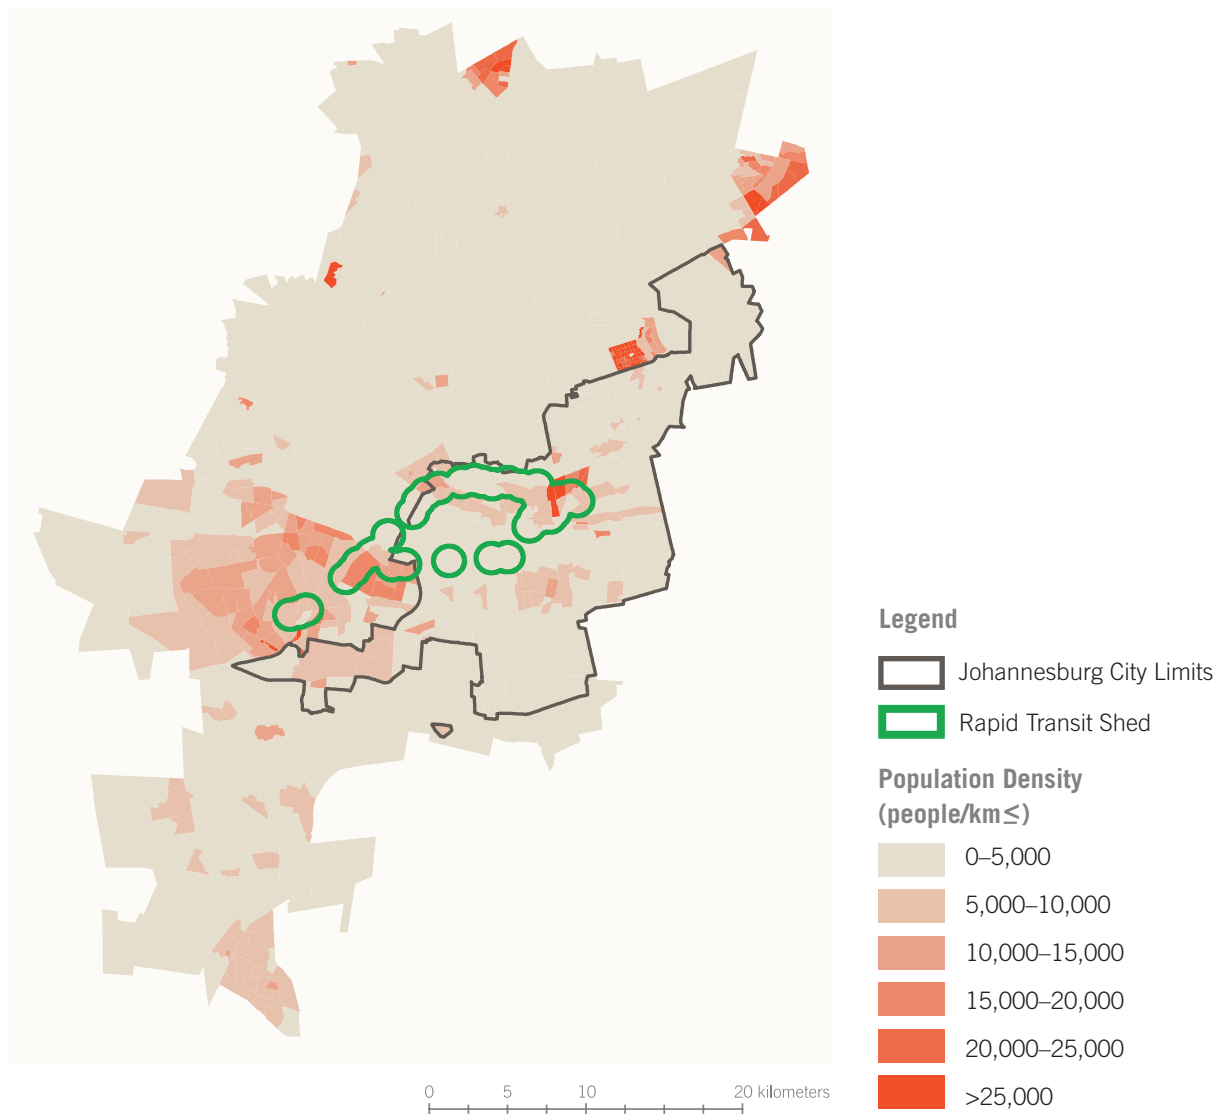 Legend
Johannesburg City Limits
Rapid Transit Shed
Population Density
(people/km≤)
0–5,000
5,000–10,000
10,000–15,000
15,000–20,000
20,000–25,000
>25,000
0 5 10 20 kilometers